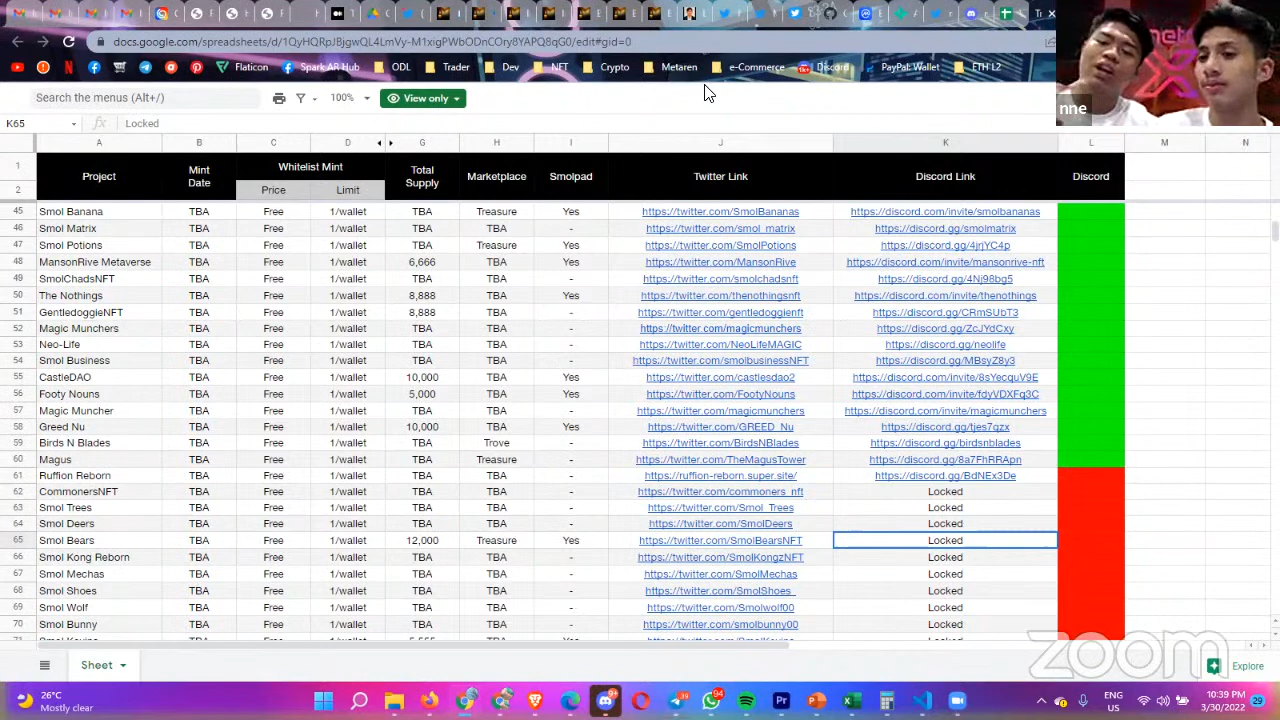 docs.google.com/spreadsheets/d/1QyHQRpJBjgwQL4LmVy-M1xigPWbODnCOry8YAPQ8qG0/edit#gid=0
Flaticon Spark AR Hub ODL Trader Dev NFT Crypto Metaren e-Commerce Discord PayPal: Wallet ETH L2
Search the menus (Alt+/) 100% View only
nne
K65 fx Locked
A B C D G H I J K L M N
1 Project Mint Date Whitelist Mint Total Supply Marketplace Smolpad Twitter Link Discord Link Discord
2 Price Limit
45 Smol Banana TBA Free 1/wallet TBA Treasure Yes https://twitter.com/SmolBananas https://discord.com/invite/smolbananas
46 Smol Matrix TBA Free 1/wallet TBA TBA - https://twitter.com/smol_matrix https://discord.gg/smolmatrix
47 Smol Potions TBA Free 1/wallet TBA Treasure Yes https://twitter.com/SmolPotions https://discord.gg/4jrjYC4p
48 MansonRive Metaverse TBA Free 1/wallet 6,666 TBA Yes https://twitter.com/MansonRive https://discord.com/invite/mansonrive-nft
49 SmolChadsNFT TBA Free 1/wallet TBA TBA - https://twitter.com/smolchadsnft https://discord.gg/4Nj98bg5
50 The Nothings TBA Free 1/wallet 8,888 TBA Yes https://twitter.com/thenothingsnft https://discord.com/invite/thenothings
51 GentledoggieNFT TBA Free 1/wallet 8,888 TBA - https://twitter.com/gentledoggienft https://discord.gg/CRmSUbT3
52 Magic Munchers TBA Free 1/wallet TBA TBA - https://twitter.com/magicmunchers https://discord.gg/ZcJYdCxy
53 Neo-Life TBA Free 1/wallet TBA TBA - https://twitter.com/NeoLifeMAGIC https://discord.gg/neolife
54 Smol Business TBA Free 1/wallet TBA TBA - https://twitter.com/smolbusinessNFT https://discord.gg/MBsyZ8y3
55 CastleDAO TBA Free 1/wallet 10,000 TBA Yes https://twitter.com/castlesdao2 https://discord.com/invite/8sYecquV9E
56 Footy Nouns TBA Free 1/wallet 5,000 TBA Yes https://twitter.com/FootyNouns https://discord.com/invite/fdyVDXFq3C
57 Magic Muncher TBA Free 1/wallet TBA TBA - https://twitter.com/magicmunchers https://discord.com/invite/magicmunchers
58 Greed Nu TBA Free 1/wallet 10,000 TBA Yes https://twitter.com/GREED_Nu https://discord.gg/tjes7qzx
59 Birds N Blades TBA Free 1/wallet TBA Trove - https://twitter.com/BirdsNBlades https://discord.gg/birdsnblades
60 Magus TBA Free 1/wallet TBA Treasure - https://twitter.com/TheMagusTower https://discord.gg/8a7FhRRApn
61 Ruffion Reborn TBA Free 1/wallet TBA TBA - https://ruffion-reborn.super.site/ https://discord.gg/BdNEx3De
62 CommonersNFT TBA Free 1/wallet TBA TBA - https://twitter.com/commoners_nft Locked
63 Smol Trees TBA Free 1/wallet TBA TBA - https://twitter.com/Smol_Trees Locked
64 Smol Deers TBA Free 1/wallet TBA TBA - https://twitter.com/SmolDeers Locked
65 Smol Bears TBA Free 1/wallet 12,000 Treasure Yes https://twitter.com/SmolBearsNFT Locked
66 Smol Kong Reborn TBA Free 1/wallet TBA TBA - https://twitter.com/SmolKongzNFT Locked
67 Smol Mechas TBA Free 1/wallet TBA TBA - https://twitter.com/SmolMechas Locked
68 Smol Shoes TBA Free 1/wallet TBA TBA - https://twitter.com/SmolShoes_ Locked
69 Smol Wolf TBA Free 1/wallet TBA TBA - https://twitter.com/Smolwolf00 Locked
70 Smol Bunny TBA Free 1/wallet TBA TBA - https://twitter.com/smolbunny00 Locked
zoom
Sheet Explore
26°C
Mostly clear
ENG
US
10:39 PM
3/30/2022